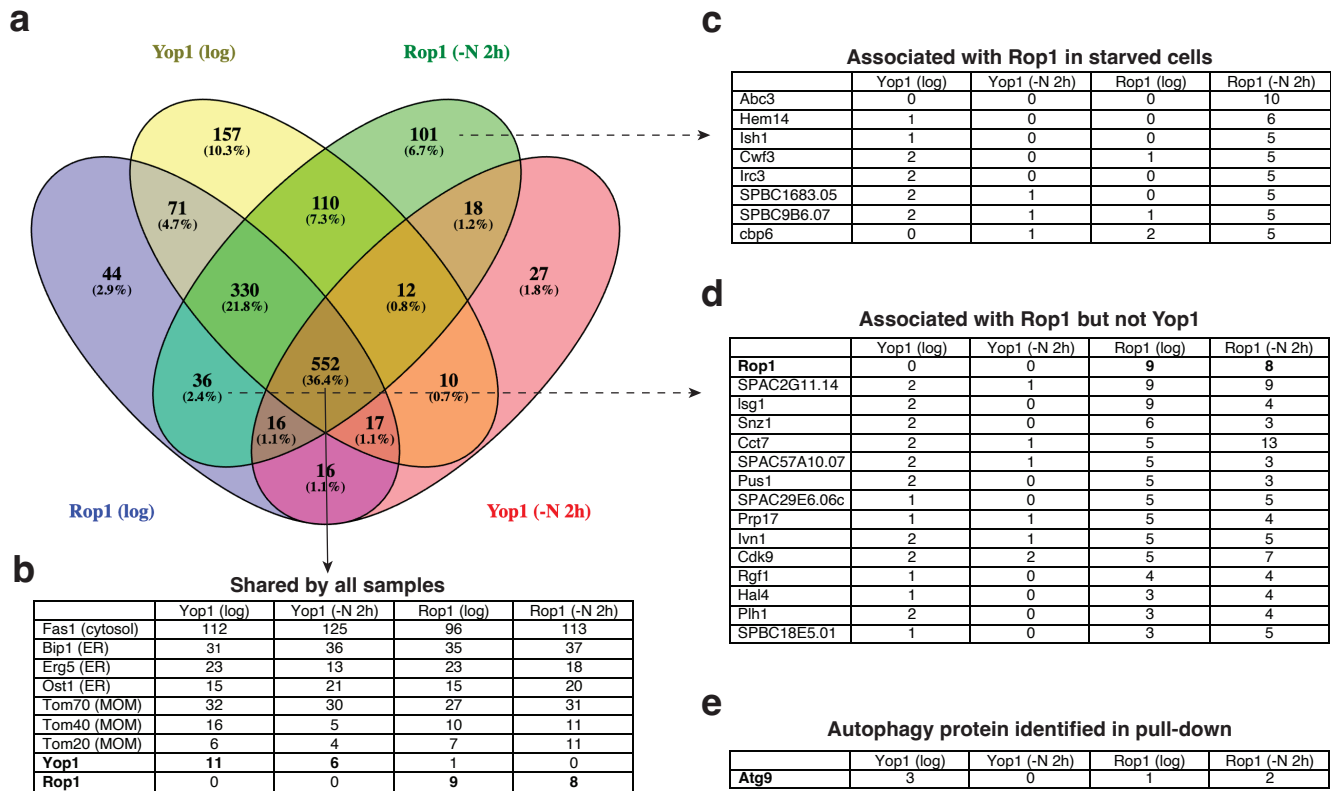 a
Yop1 (log)
Rop1 (-N 2h)
157
(10.3%)
101
(6.7%)
71
(4.7%)
110
(7.3%)
18
(1.2%)
44
(2.9%)
330
(21.8%)
12
(0.8%)
27
(1.8%)
552
(36.4%)
36
(2.4%)
10
(0.7%)
16
(1.1%)
17
(1.1%)
16
(1.1%)
Rop1 (log)
Yop1 (-N 2h)
b
Shared by all samples
Yop1 (log) Yop1 (-N 2h) Rop1 (log) Rop1 (-N 2h)
Fas1 (cytosol) 112 125 96 113
Bip1 (ER) 31 36 35 37
Erg5 (ER) 23 13 23 18
Ost1 (ER) 15 21 15 20
Tom70 (MOM) 32 30 27 31
Tom40 (MOM) 16 5 10 11
Tom20 (MOM) 6 4 7 11
Yop1 11 6 1 0
Rop1 0 0 9 8
c
Associated with Rop1 in starved cells
Yop1 (log) Yop1 (-N 2h) Rop1 (log) Rop1 (-N 2h)
Abc3 0 0 0 10
Hem14 1 0 0 6
Ish1 1 0 0 5
Cwf3 2 0 1 5
Irc3 2 0 0 5
SPBC1683.05 2 1 0 5
SPBC9B6.07 2 1 1 5
cbp6 0 1 2 5
d
Associated with Rop1 but not Yop1
Yop1 (log) Yop1 (-N 2h) Rop1 (log) Rop1 (-N 2h)
Rop1 0 0 9 8
SPAC2G11.14 2 1 9 9
Isg1 2 0 9 4
Snz1 2 0 6 3
Cct7 2 1 5 13
SPAC57A10.07 2 1 5 3
Pus1 2 0 5 3
SPAC29E6.06c 1 0 5 5
Prp17 1 1 5 4
Ivn1 2 1 5 5
Cdk9 2 2 5 7
Rgf1 1 0 4 4
Hal4 1 0 3 4
Plh1 2 0 3 4
SPBC18E5.01 1 0 3 5
e
Autophagy protein identified in pull-down
Yop1 (log) Yop1 (-N 2h) Rop1 (log) Rop1 (-N 2h)
Atg9 3 0 1 2